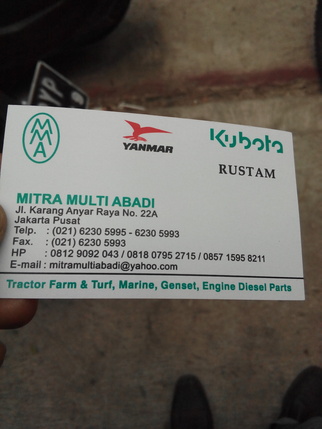 MMA
YANMAR
Kubota
RUSTAM
MITRA MULTI ABADI
Jl. Karang Anyar Raya No. 22A
Jakarta Pusat
Telp. : (021) 6230 5995 - 6230 5993
Fax. : (021) 6230 5993
HP : 0812 9092 043 / 0818 0795 2715 / 0857 1595 8211
E-mail : mitramultiabadi@yahoo.com
Tractor Farm & Turf, Marine, Genset, Engine Diesel Parts